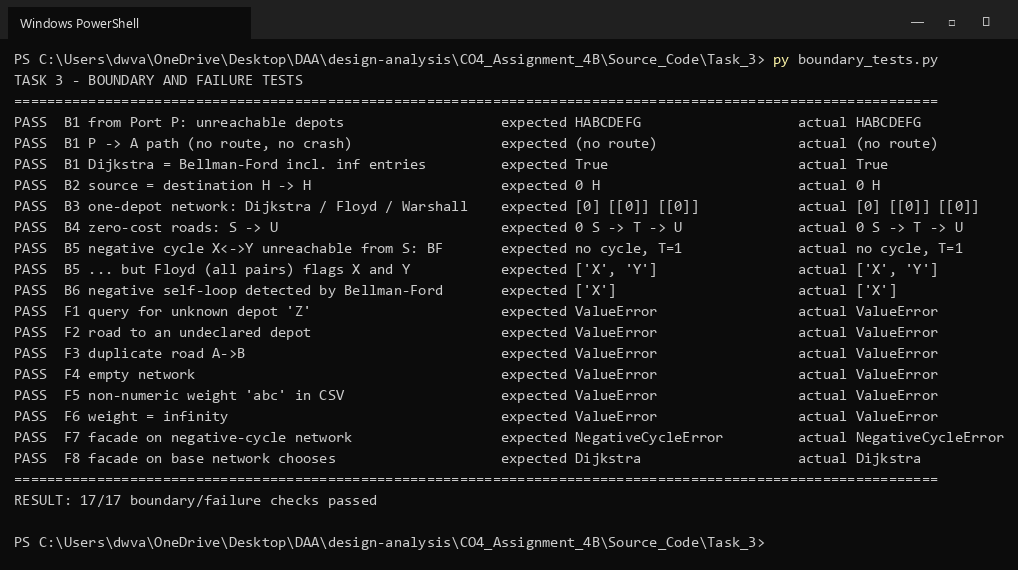 Windows PowerShell
PS C:\Users\dwva\OneDrive\Desktop\DAA\design-analysis\CO4_Assignment_4B\Source_Code\Task_3> py boundary_tests.py
TASK 3 - BOUNDARY AND FAILURE TESTS
================================================================================================================
PASS  B1 from Port P: unreachable depots                   expected HABCDEFG                   actual HABCDEFG
PASS  B1 P -> A path (no route, no crash)                  expected (no route)                 actual (no route)
PASS  B1 Dijkstra = Bellman-Ford incl. inf entries         expected True                       actual True
PASS  B2 source = destination H -> H                       expected 0 H                        actual 0 H
PASS  B3 one-depot network: Dijkstra / Floyd / Warshall    expected [0] [[0]] [[0]]            actual [0] [[0]] [[0]]
PASS  B4 zero-cost roads: S -> U                           expected 0 S -> T -> U              actual 0 S -> T -> U
PASS  B5 negative cycle X<->Y unreachable from S: BF       expected no cycle, T=1              actual no cycle, T=1
PASS  B5 ... but Floyd (all pairs) flags X and Y           expected ['X', 'Y']                 actual ['X', 'Y']
PASS  B6 negative self-loop detected by Bellman-Ford       expected ['X']                      actual ['X']
PASS  F1 query for unknown depot 'Z'                       expected ValueError                 actual ValueError
PASS  F2 road to an undeclared depot                       expected ValueError                 actual ValueError
PASS  F3 duplicate road A->B                               expected ValueError                 actual ValueError
PASS  F4 empty network                                     expected ValueError                 actual ValueError
PASS  F5 non-numeric weight 'abc' in CSV                   expected ValueError                 actual ValueError
PASS  F6 weight = infinity                                 expected ValueError                 actual ValueError
PASS  F7 facade on negative-cycle network                  expected NegativeCycleError         actual NegativeCycleError
PASS  F8 facade on base network chooses                    expected Dijkstra                   actual Dijkstra
================================================================================================================
RESULT: 17/17 boundary/failure checks passed
PS C:\Users\dwva\OneDrive\Desktop\DAA\design-analysis\CO4_Assignment_4B\Source_Code\Task_3>